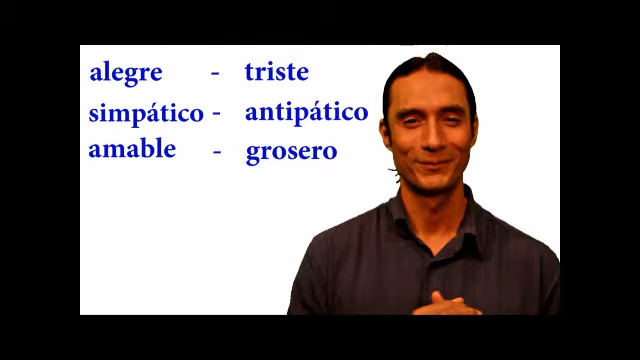 alegre - triste
simpático - antipático
amable - grosero